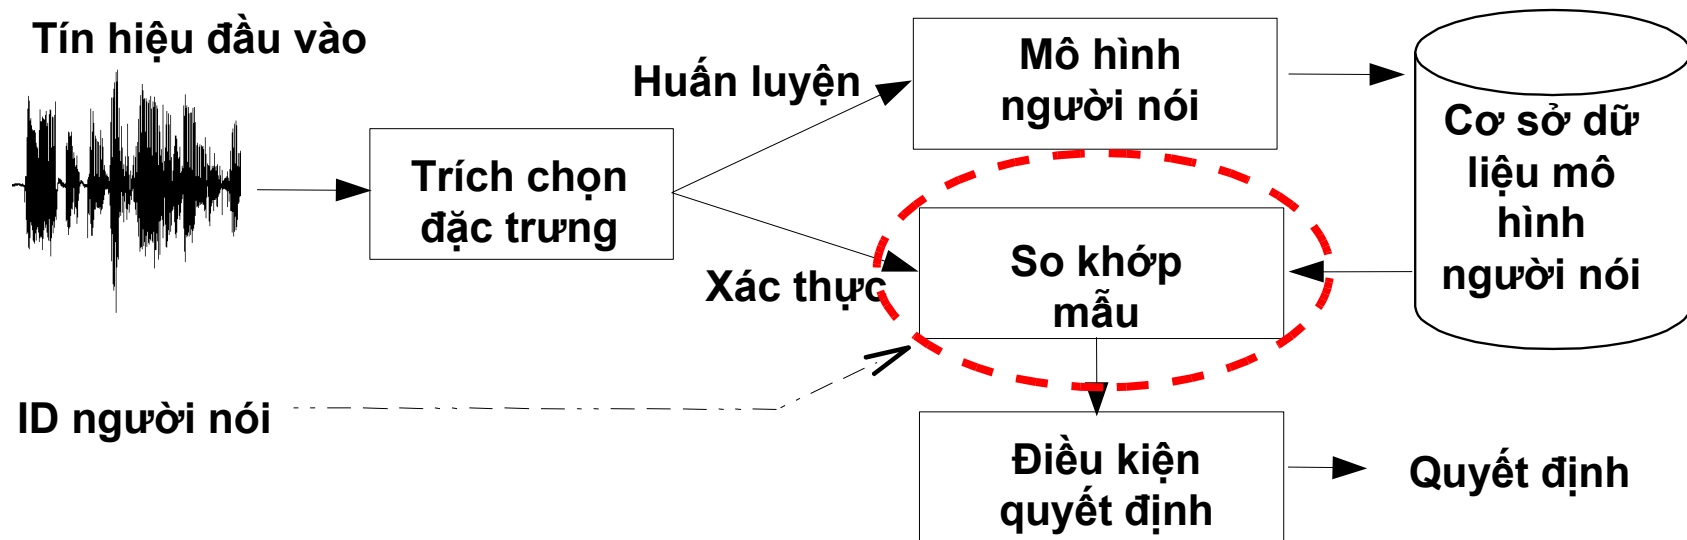 Tín hiệu đầu vào
Huấn luyện
Mô hình
người nói
Cơ sở dữ
liệu mô
hình
người nói
Trích chọn
đặc trưng
Xác thực
So khớp
mẫu
ID người nói
Điều kiện
quyết định
Quyết định